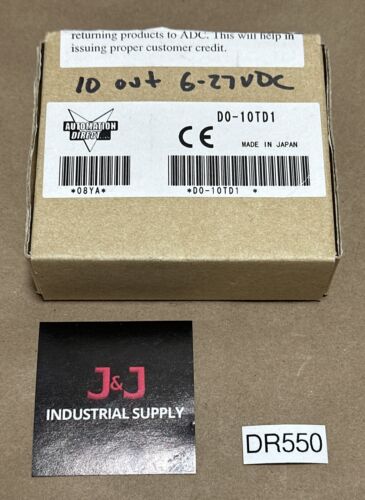 returning products to ADC. This will help in
issuing proper customer credit.
10 out 6-27VDC
AUTOMATION
DIRECT
D0-10TD1
CE
MADE IN JAPAN
*08YA*
*D0-10TD1 *
J&J
INDUSTRIAL SUPPLY
DR550